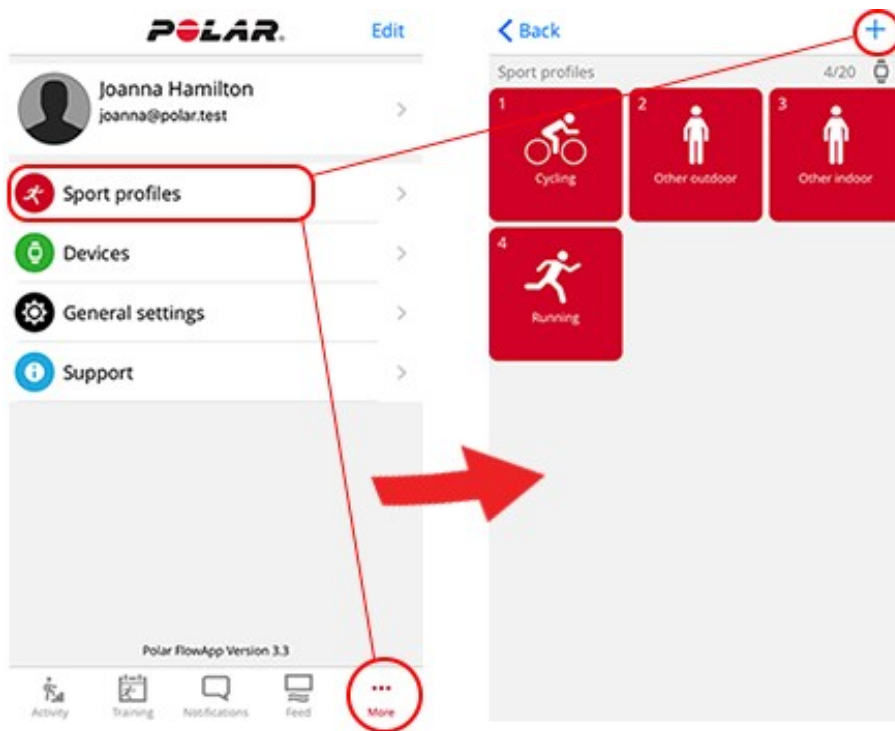 POLAR.
Edit
Joanna Hamilton
joanna@polar.test
Sport profiles
Devices
General settings
Support
Polar FlowApp Version 3.3
Activity
Training
Notifications
Feed
More
Back
Sport profiles
4/20
1
Cycling
2
Other outdoor
3
Other indoor
4
Running